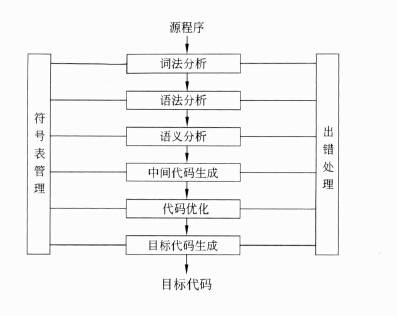 源程序
词法分析
语法分析
语义分析
中间代码生成
代码优化
目标代码生成
目标代码
符号表管理
出错处理